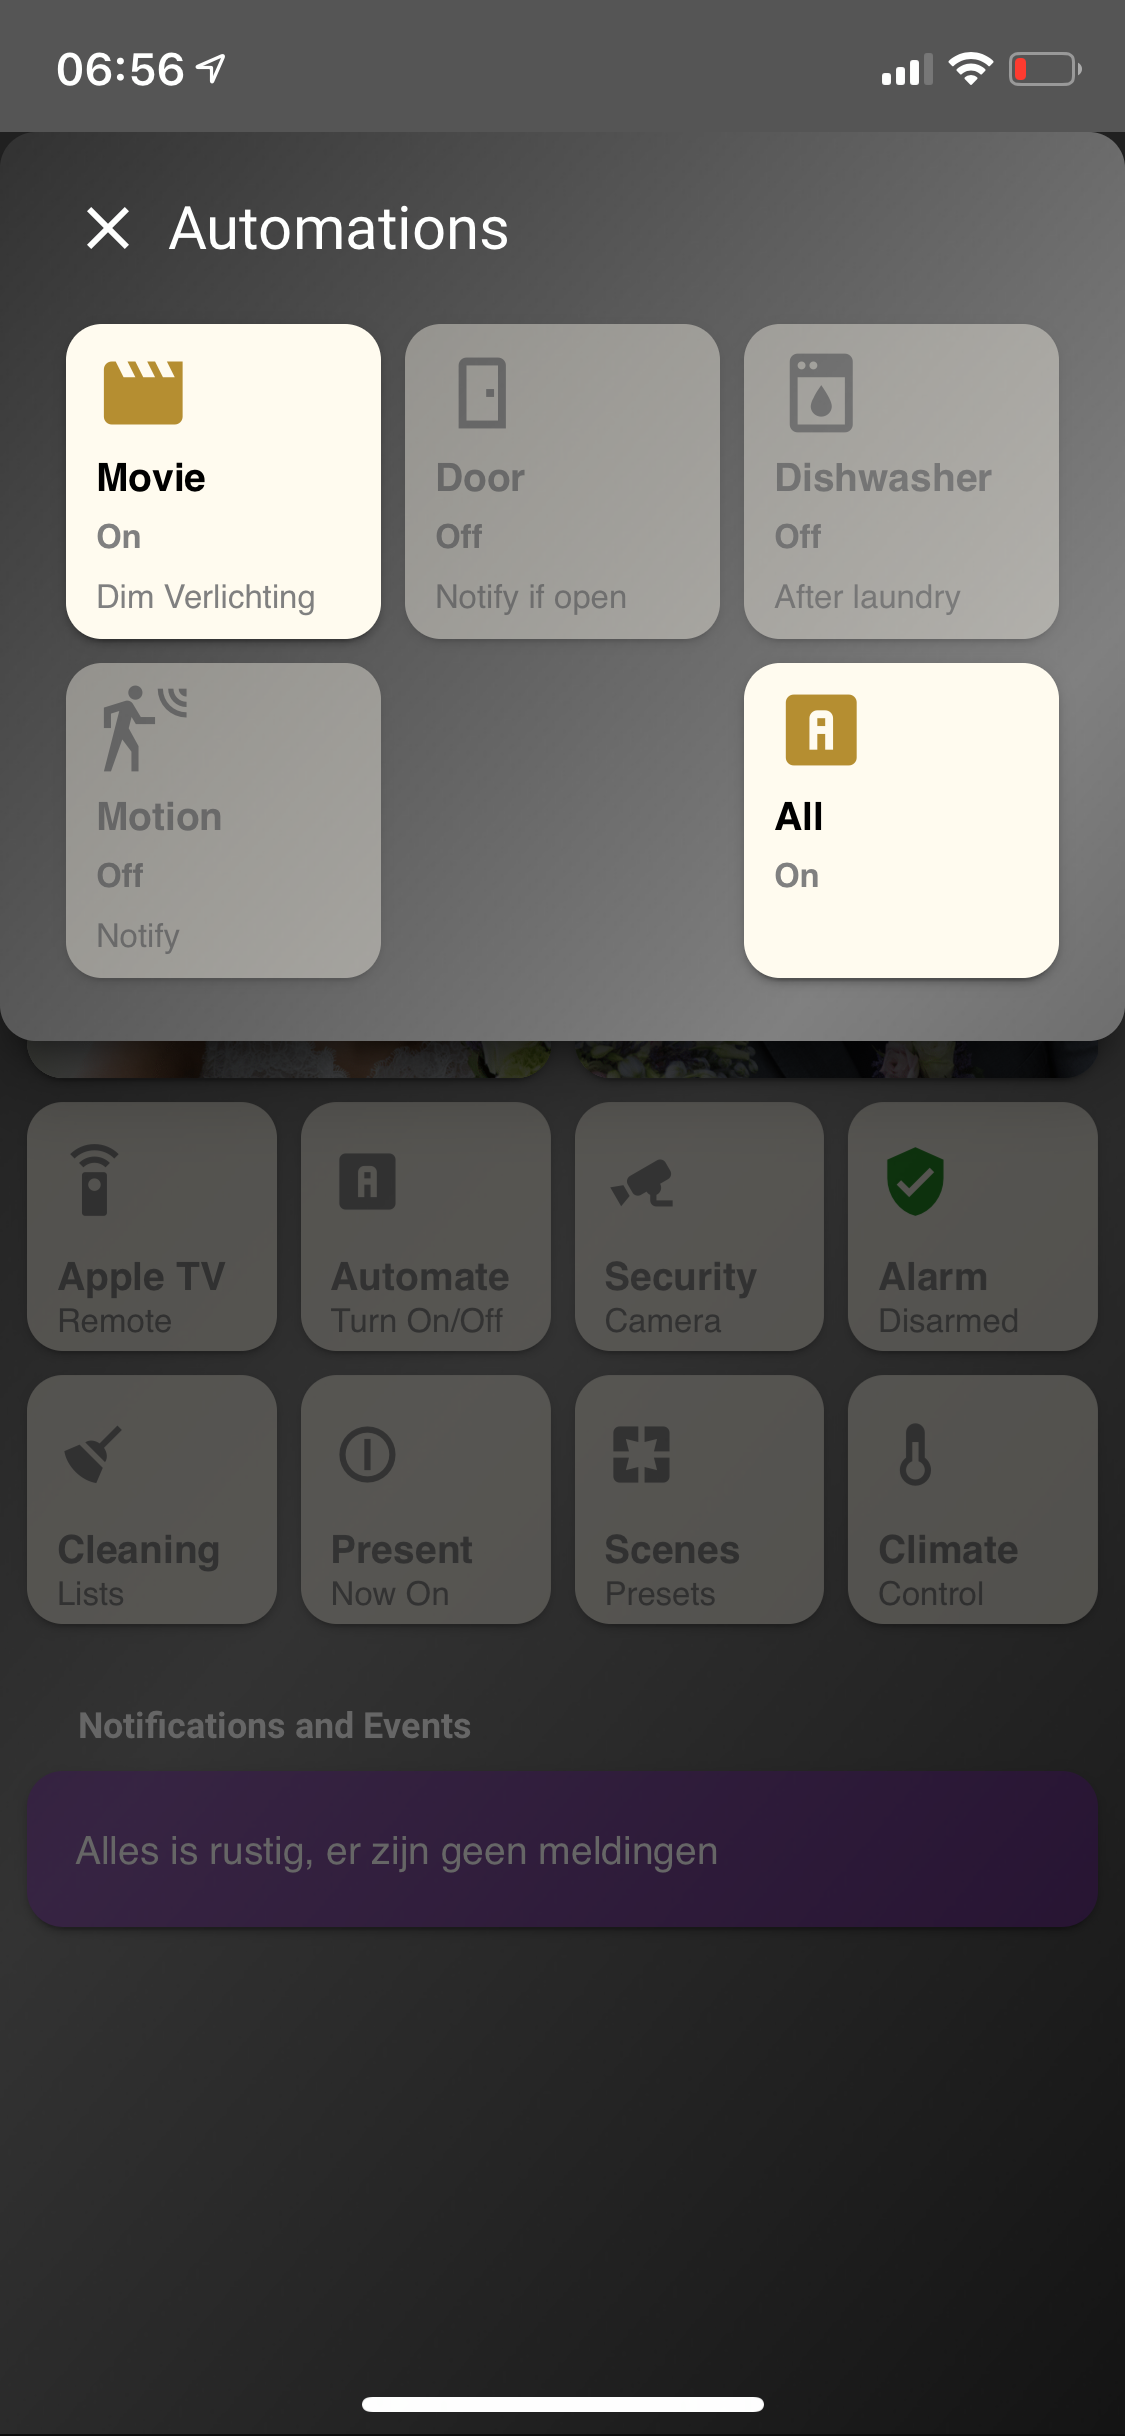 06:56
Automations
Movie
On
Dim Verlichting
Door
Off
Notify if open
Dishwasher
Off
After laundry
Motion
Off
Notify
All
On
Apple TV
Remote
Automate
Turn On/Off
Security
Camera
Alarm
Disarmed
Cleaning
Lists
Present
Now On
Scenes
Presets
Climate
Control
Notifications and Events
Alles is rustig, er zijn geen meldingen